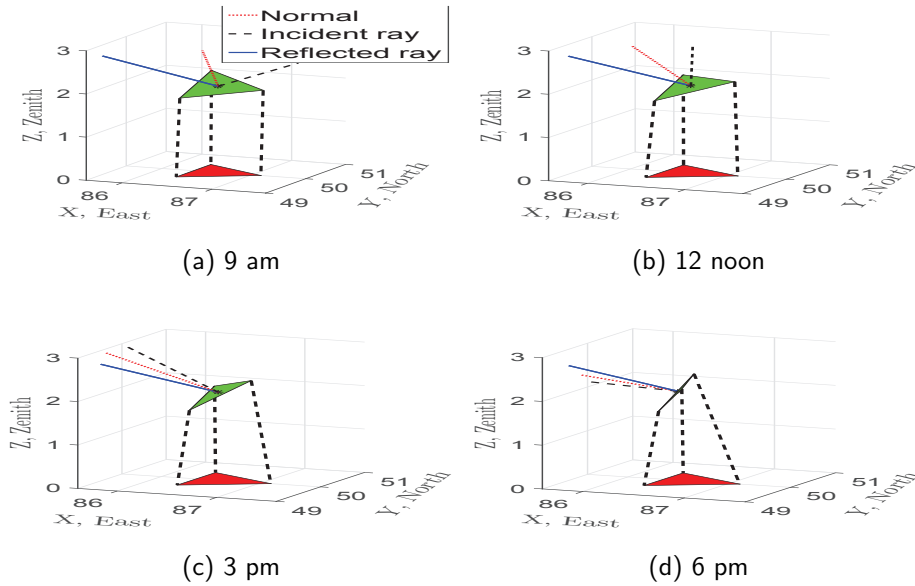 Normal
Incident ray
Reflected ray
3
2
1
0
Z, Zenith
86
87
X, East
49
50
51
Y, North
(a) 9 am
3
2
1
0
Z, Zenith
86
87
X, East
49
50
51
Y, North
(b) 12 noon
3
2
1
0
Z, Zenith
86
87
X, East
49
50
51
Y, North
(c) 3 pm
3
2
1
0
Z, Zenith
86
87
X, East
49
50
51
Y, North
(d) 6 pm